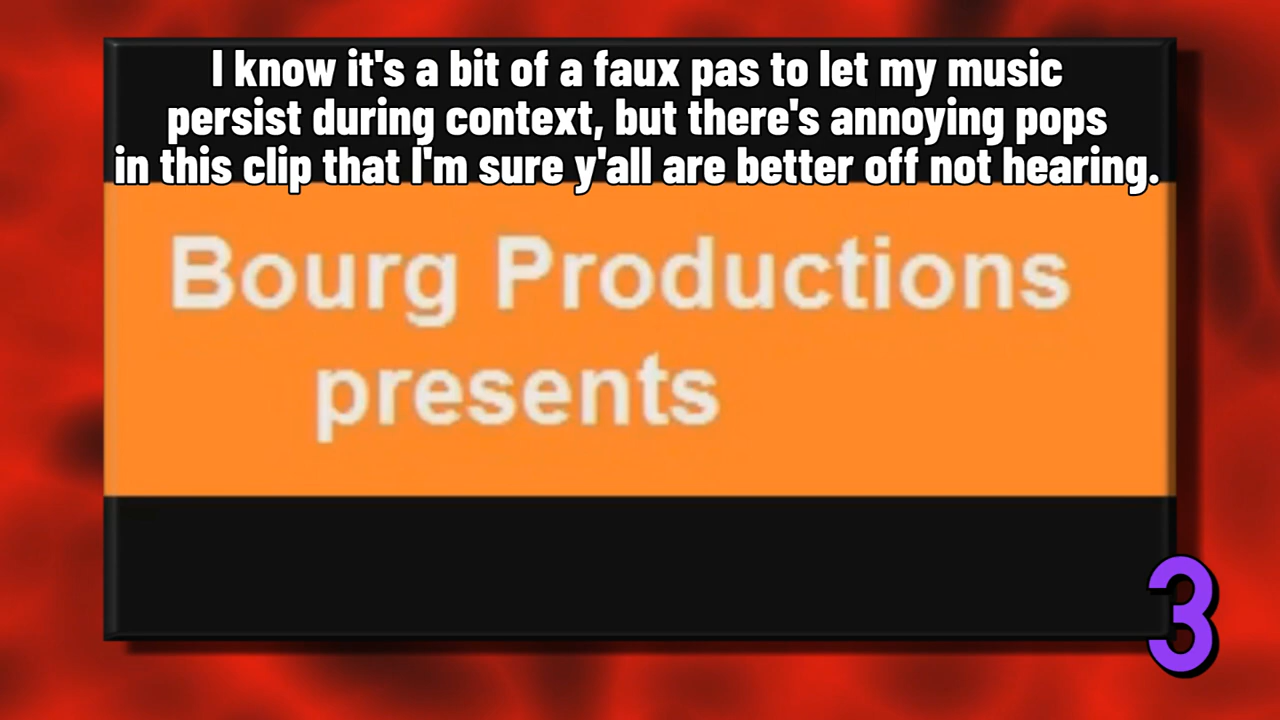 I know it's a bit of a faux pas to let my music
persist during context, but there's annoying pops
in this clip that I'm sure y'all are better off not hearing.
Bourg Productions
presents
3